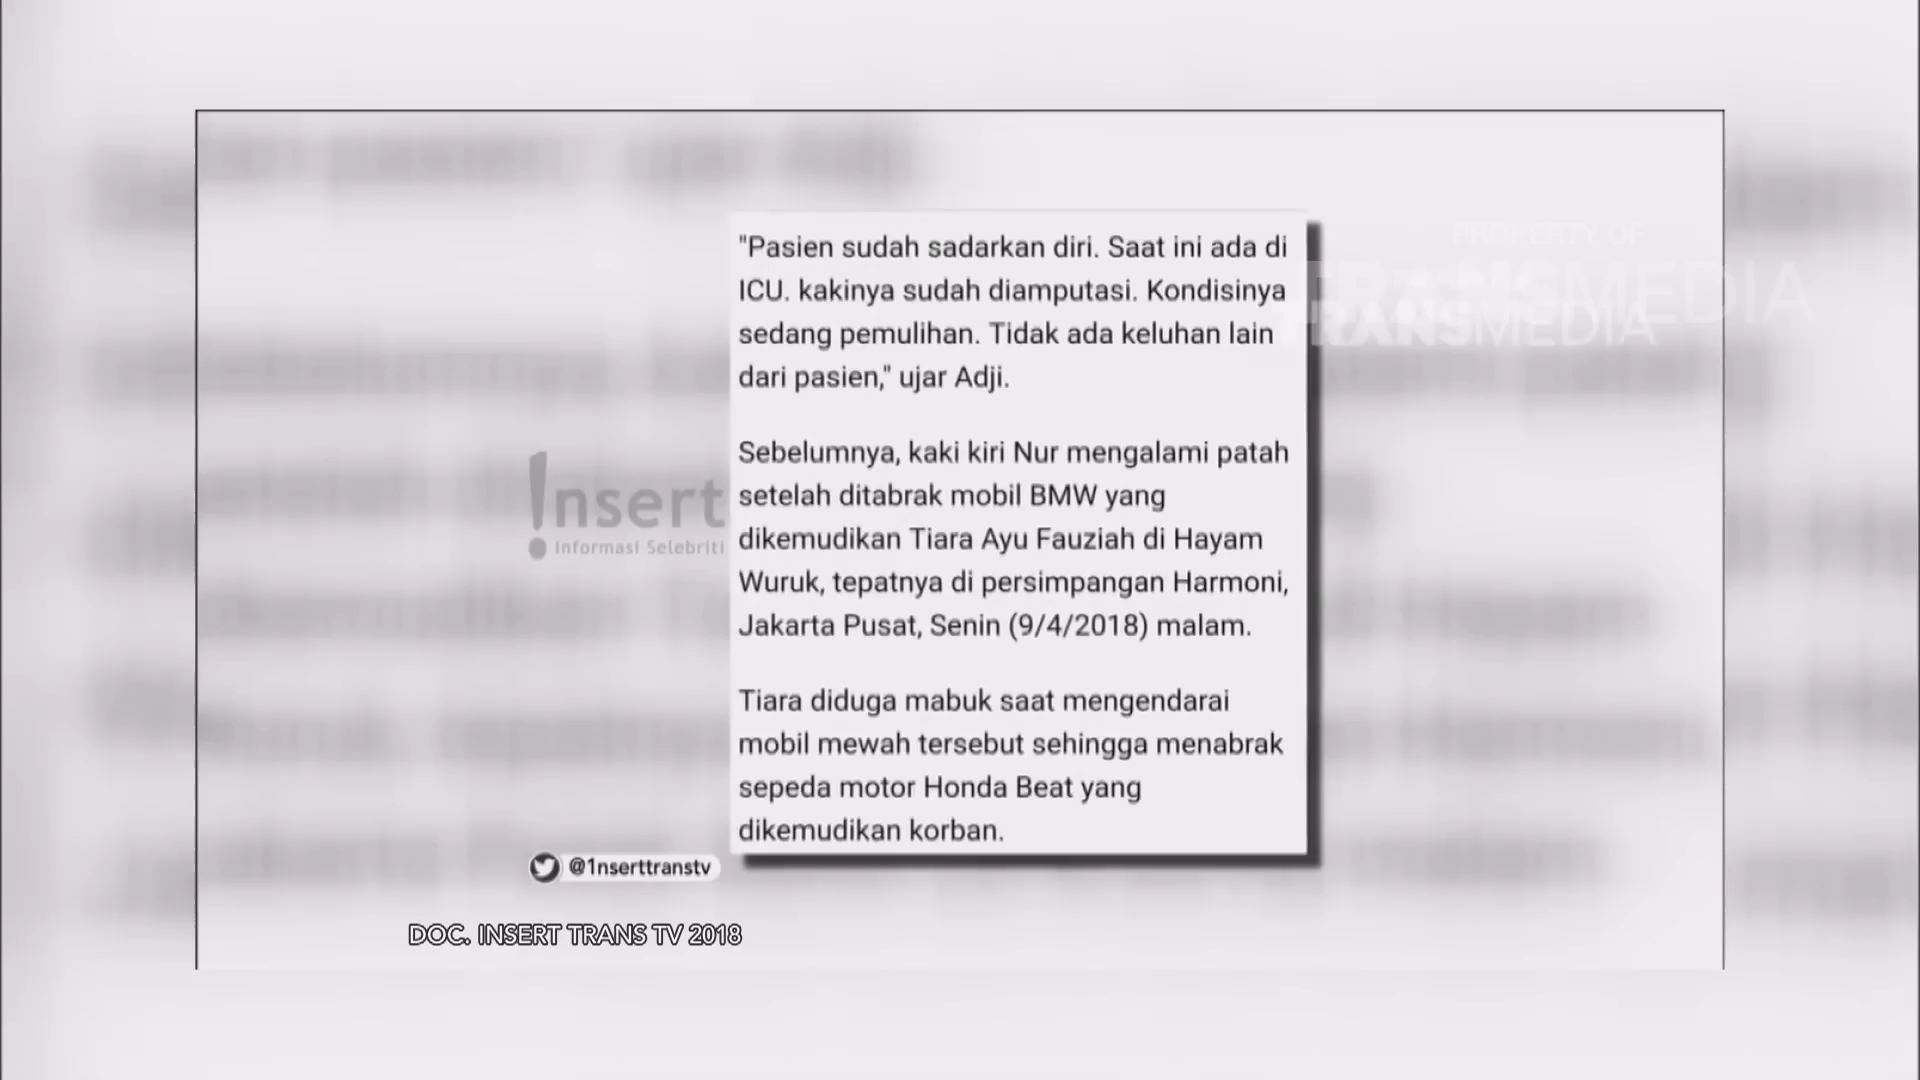 "Pasien sudah sadarkan diri. Saat ini ada di
ICU. kakinya sudah diamputasi. Kondisinya
sedang pemulihan. Tidak ada keluhan lain
dari pasien," ujar Adji.
Sebelumnya, kaki kiri Nur mengalami patah
setelah ditabrak mobil BMW yang
dikemudikan Tiara Ayu Fauziah di Hayam
Wuruk, tepatnya di persimpangan Harmoni,
Jakarta Pusat, Senin (9/4/2018) malam.
Tiara diduga mabuk saat mengendarai
mobil mewah tersebut sehingga menabrak
sepeda motor Honda Beat yang
dikemudikan korban.
PROPERTY OF
TRANSMEDIA
TRANSMEDIA
!nsert
Informasi Selebriti
@1nserttranstv
DOC. INSERT TRANS TV 2018